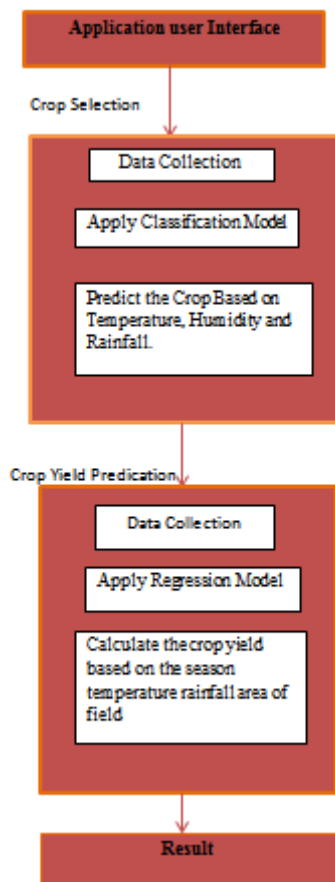 Application user Interface
Crop Selection
Data Collection
Apply Classification Model
Predict the Crop Based on
Temperature, Humidity and
Rainfall.
Crop Yield Predication
Data Collection
Apply Regression Model
Calculate the crop yield
based on the season
temperature rainfall area of
field
Result